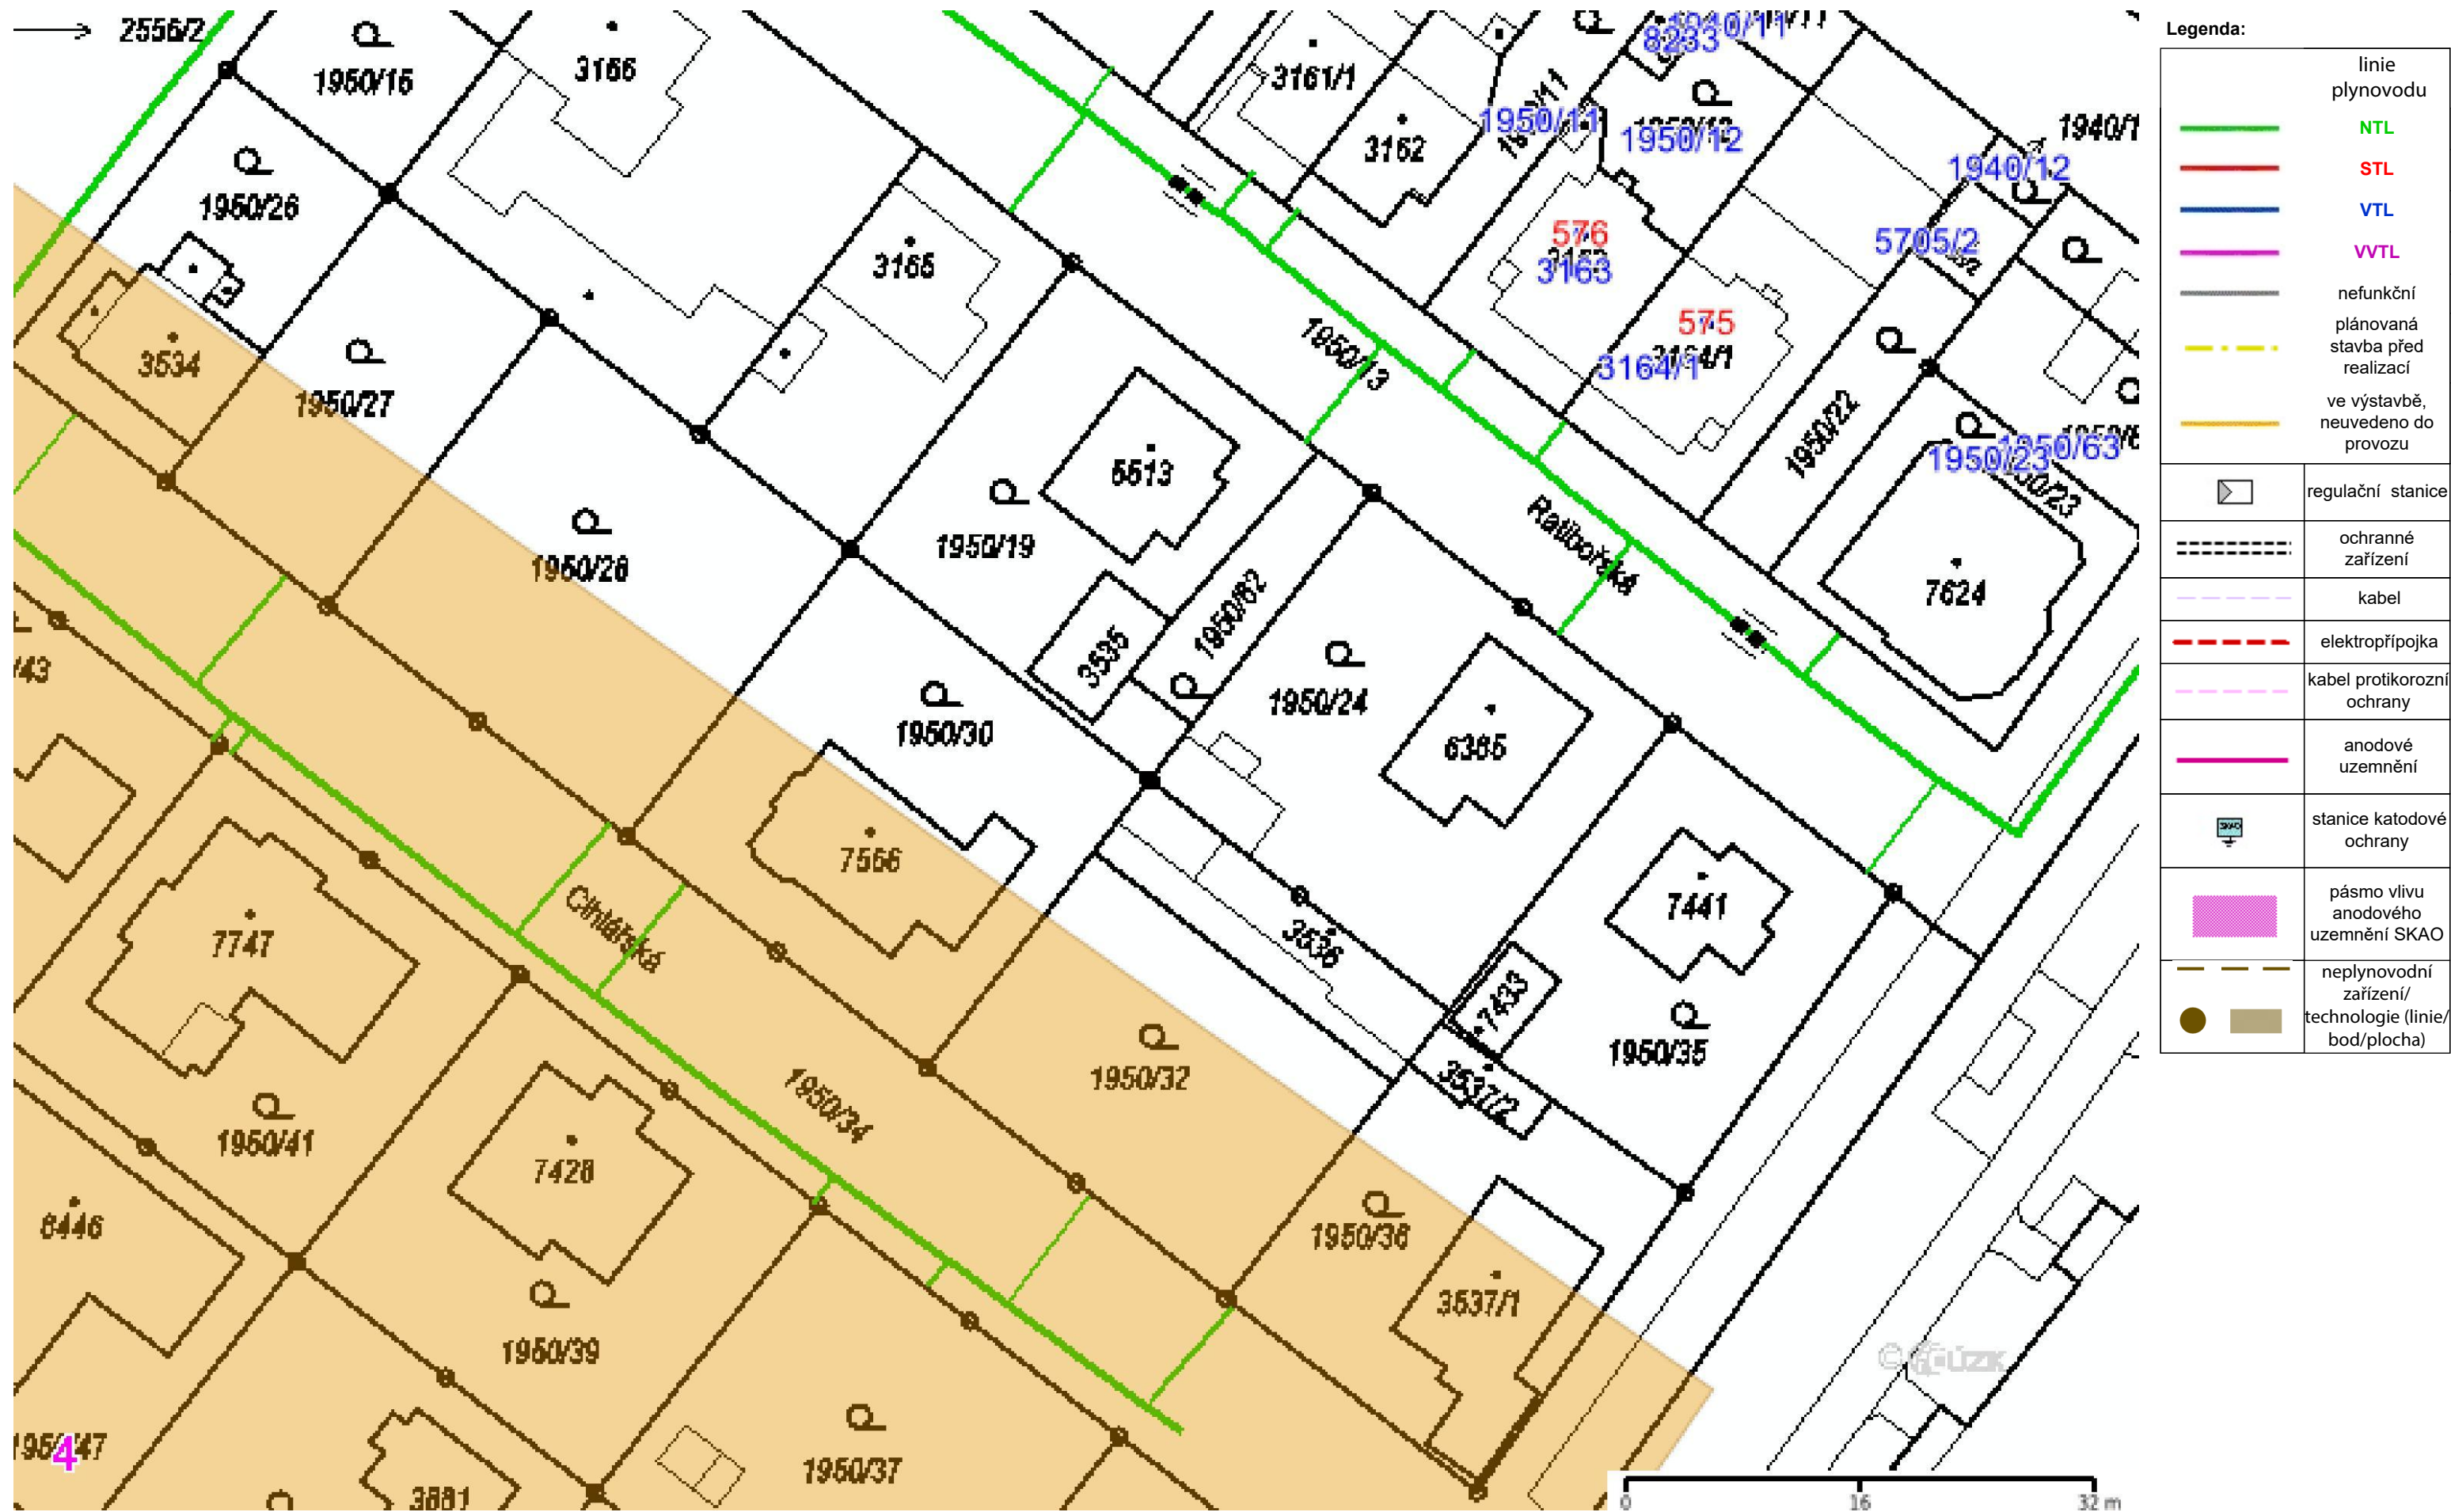 2556/2
1950/15
3166
3161/1
3162
8233
1950/11
1950/12
1940/1
1940/12
5705/2
576
3163
575
3164/1
1950/26
3165
3534
1950/27
1950/13
1950/22
1950/63
1950/23
5513
1950/19
1950/28
Ratibořská
7624
1950/62
3535
1950/24
/43
1950/30
6365
7566
Cihlářská
7441
3536
7747
7433
1950/32
1950/35
3537/2
1950/34
1950/41
7428
8446
1950/36
3537/1
1950/39
1950/37
4
3881
0 16 32 m
Legenda:
linie
plynovodu
NTL
STL
VTL
VVTL
nefunkční
plánovaná
stavba před
realizací
ve výstavbě,
neuvedeno do
provozu
regulační stanice
ochranné
zařízení
kabel
elektropřípojka
kabel protikorozní
ochrany
anodové
uzemnění
SKAO
stanice katodové
ochrany
pásmo vlivu
anodového
uzemnění SKAO
neplynovodní
zařízení/
technologie (linie/
bod/plocha)